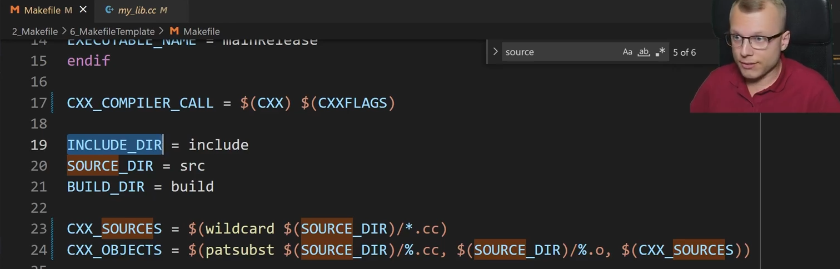 Makefile M × my_lib.cc M
2_Makefile > 6_MakefileTemplate > Makefile
source Aa ab, .* 5 of 6
14 EXECUTABLE_NAME = mainRelease
15 endif
16
17 CXX_COMPILER_CALL = $(CXX) $(CXXFLAGS)
18
19 INCLUDE_DIR = include
20 SOURCE_DIR = src
21 BUILD_DIR = build
22
23 CXX_SOURCES = $(wildcard $(SOURCE_DIR)/*.cc)
24 CXX_OBJECTS = $(patsubst $(SOURCE_DIR)/%.cc, $(SOURCE_DIR)/%.o, $(CXX_SOURCES))